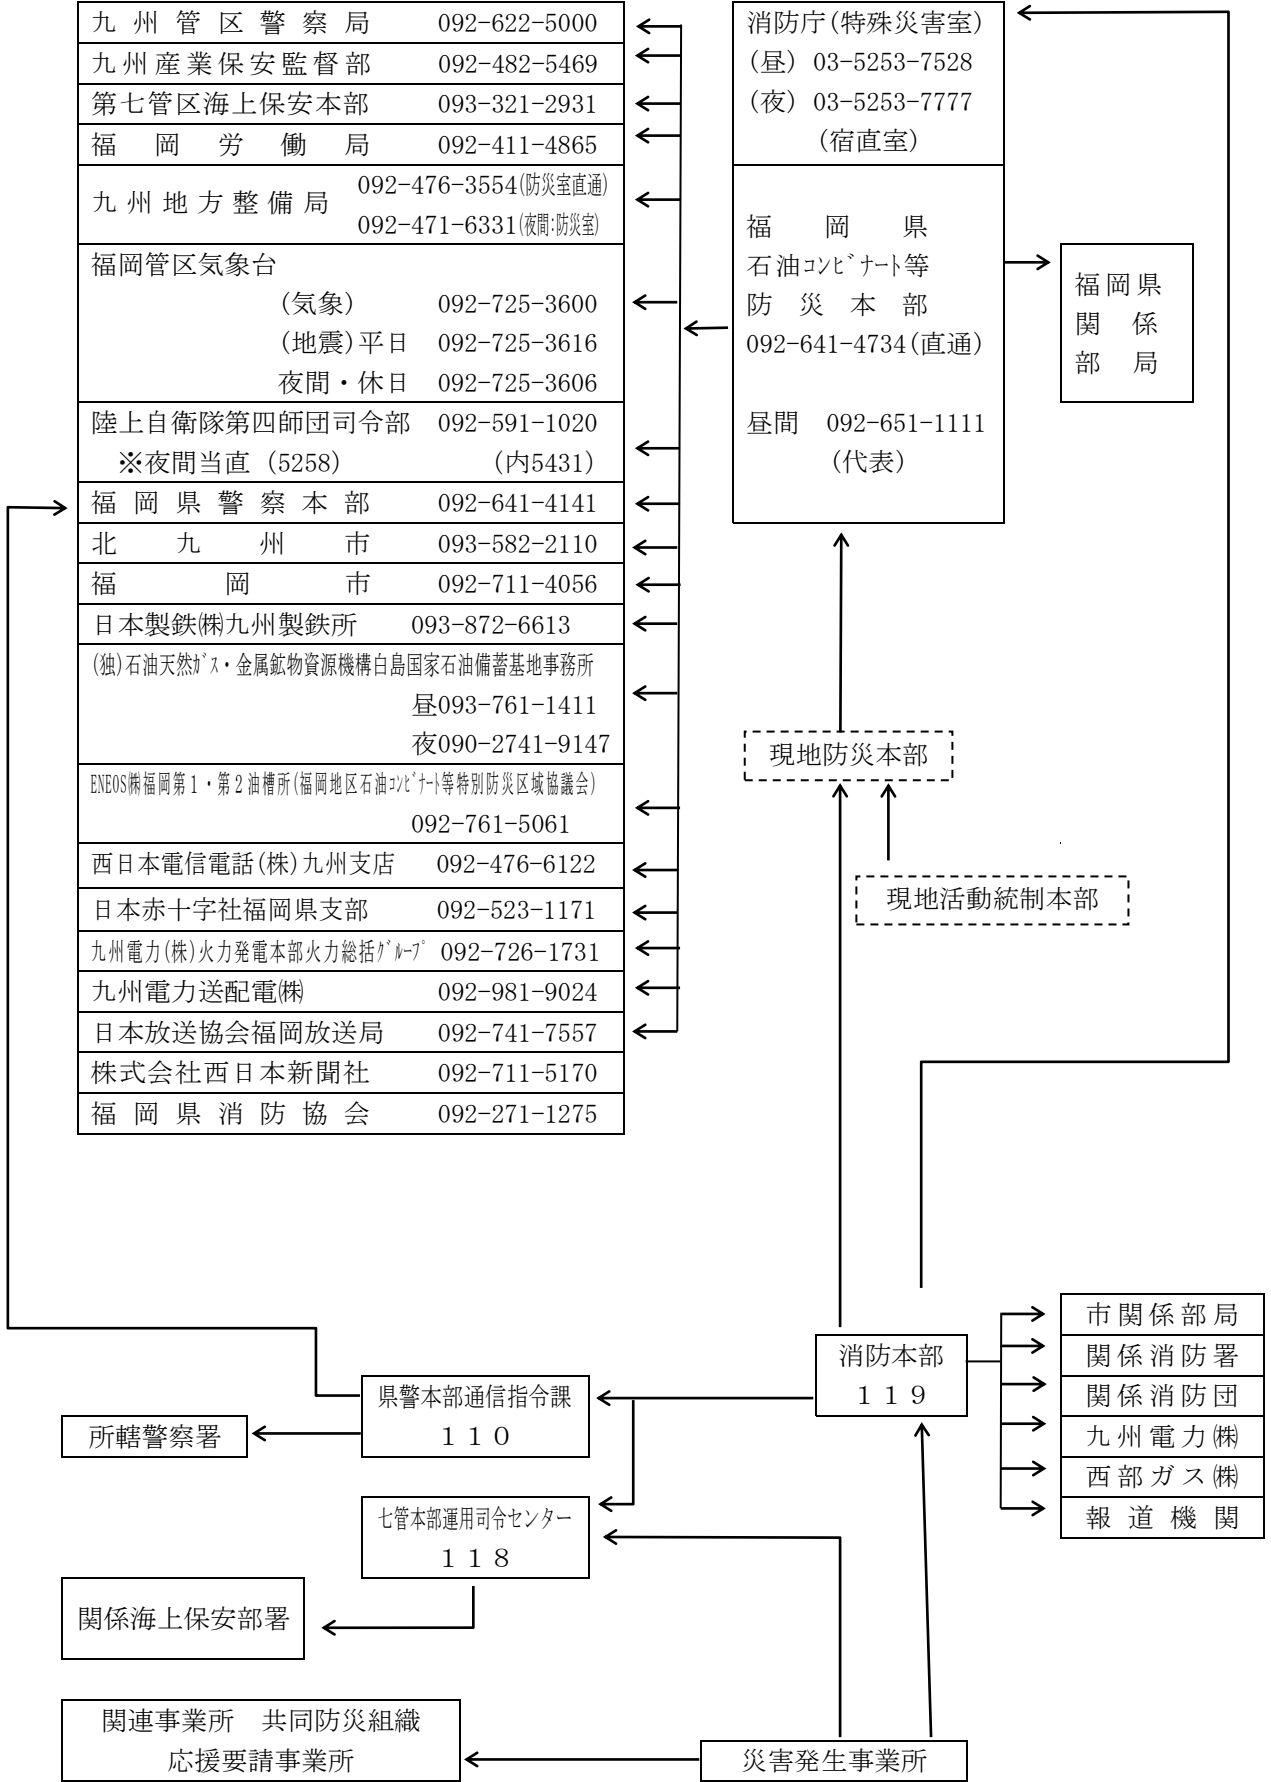 九州管区警察局 092-622-5000
九州産業保安監督部 092-482-5469
第七管区海上保安本部 093-321-2931
福岡労働局 092-411-4865
九州地方整備局 092-476-3554(防災室直通)
092-471-6331(夜間:防災室)
福岡管区気象台
(気象) 092-725-3600
(地震)平日 092-725-3616
夜間・休日 092-725-3606
陸上自衛隊第四師団司令部 092-591-1020
※夜間当直(5258) (内5431)
福岡県警察本部 092-641-4141
北九州市 093-582-2110
福岡市 092-711-4056
日本製鉄㈱九州製鉄所 093-872-6613
(独)石油天然ｶﾞｽ・金属鉱物資源機構白島国家石油備蓄基地事務所
昼093-761-1411
夜090-2741-9147
ENEOS㈱福岡第1・第2油槽所(福岡地区石油ｺﾝﾋﾞﾅｰﾄ等特別防災区域協議会)
092-761-5061
西日本電信電話(株)九州支店 092-476-6122
日本赤十字社福岡県支部 092-523-1171
九州電力(株)火力発電本部火力総括ｸﾞﾙｰﾌﾟ 092-726-1731
九州電力送配電㈱ 092-981-9024
日本放送協会福岡放送局 092-741-7557
株式会社西日本新聞社 092-711-5170
福岡県消防協会 092-271-1275
消防庁(特殊災害室)
(昼) 03-5253-7528
(夜) 03-5253-7777
(宿直室)
福岡県
石油ｺﾝﾋﾞﾅｰﾄ等
防災本部
092-641-4734(直通)
昼間 092-651-1111
(代表)
福岡県
関係
部局
現地防災本部
現地活動統制本部
市関係部局
関係消防署
関係消防団
九州電力㈱
西部ガス㈱
報道機関
消防本部
119
県警本部通信指令課
110
所轄警察署
七管本部運用司令センター
118
関係海上保安部署
関連事業所 共同防災組織
応援要請事業所
災害発生事業所